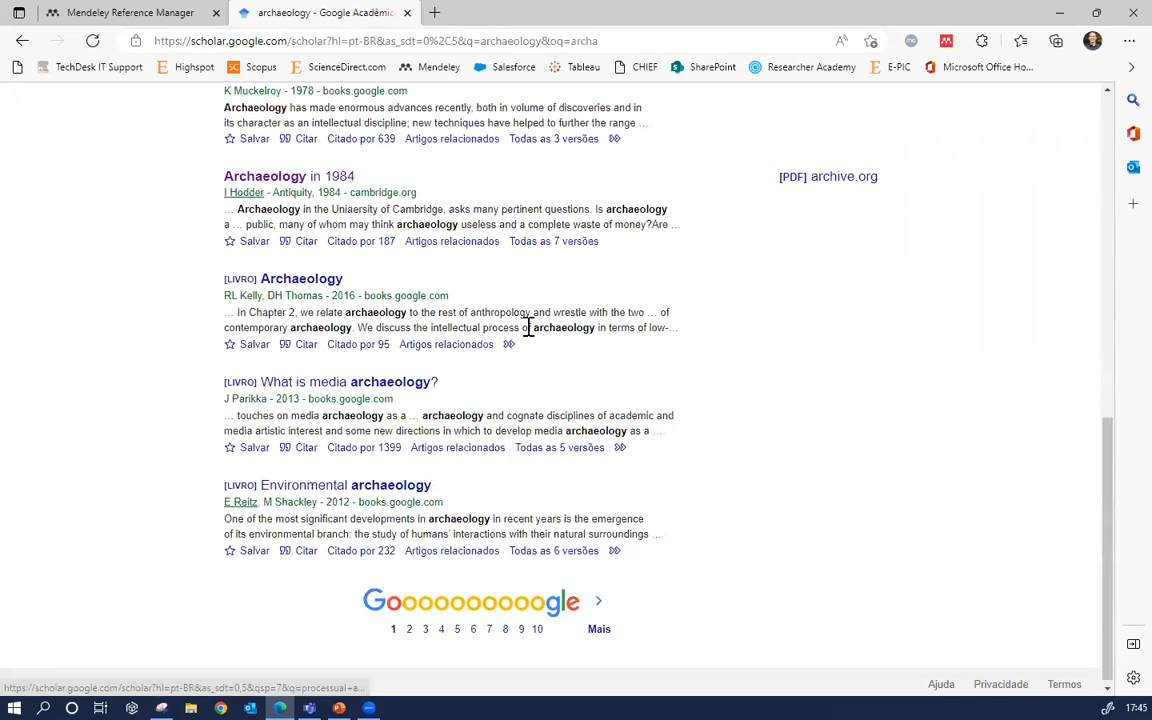 Mendeley Reference Manager
archaeology - Google Acadêmic
https://scholar.google.com/scholar?hl=pt-BR&as_sdt=0%2C5&q=archaeology&oq=archa
TechDesk IT Support
Highspot
Scopus
ScienceDirect.com
Mendeley
Salesforce
Tableau
CHIEF
SharePoint
Researcher Academy
E-PIC
Microsoft Office Ho...
K Muckelroy - 1978 - books.google.com
Archaeology has made enormous advances recently, both in volume of discoveries and in
its character as an intellectual discipline; new techniques have helped to further the range ...
Salvar Citar Citado por 639 Artigos relacionados Todas as 3 versões
Archaeology in 1984
[PDF] archive.org
I Hodder - Antiquity, 1984 - cambridge.org
... Archaeology in the Uniaersity of Cambridge, asks many pertinent questions. Is archaeology
a ... public, many of whom may think archaeology useless and a complete waste of money?Are ...
Salvar Citar Citado por 187 Artigos relacionados Todas as 7 versões
[LIVRO] Archaeology
RL Kelly, DH Thomas - 2016 - books.google.com
... In Chapter 2, we relate archaeology to the rest of anthropology and wrestle with the two ... of
contemporary archaeology. We discuss the intellectual process of archaeology in terms of low-...
Salvar Citar Citado por 95 Artigos relacionados
[LIVRO] What is media archaeology?
J Parikka - 2013 - books.google.com
... touches on media archaeology as a ... archaeology and cognate disciplines of academic and
media artistic interest and some new directions in which to develop media archaeology as a ...
Salvar Citar Citado por 1399 Artigos relacionados Todas as 5 versões
[LIVRO] Environmental archaeology
E Reitz, M Shackley - 2012 - books.google.com
One of the most significant developments in archaeology in recent years is the emergence
of its environmental branch: the study of humans' interactions with their natural surroundings ...
Salvar Citar Citado por 232 Artigos relacionados Todas as 6 versões
Gooooooooogle
1 2 3 4 5 6 7 8 9 10 Mais
Ajuda Privacidade Termos
https://scholar.google.com/scholar?hl=pt-BR&as_sdt=0,5&qsp=7&q=processual+a...
17:45